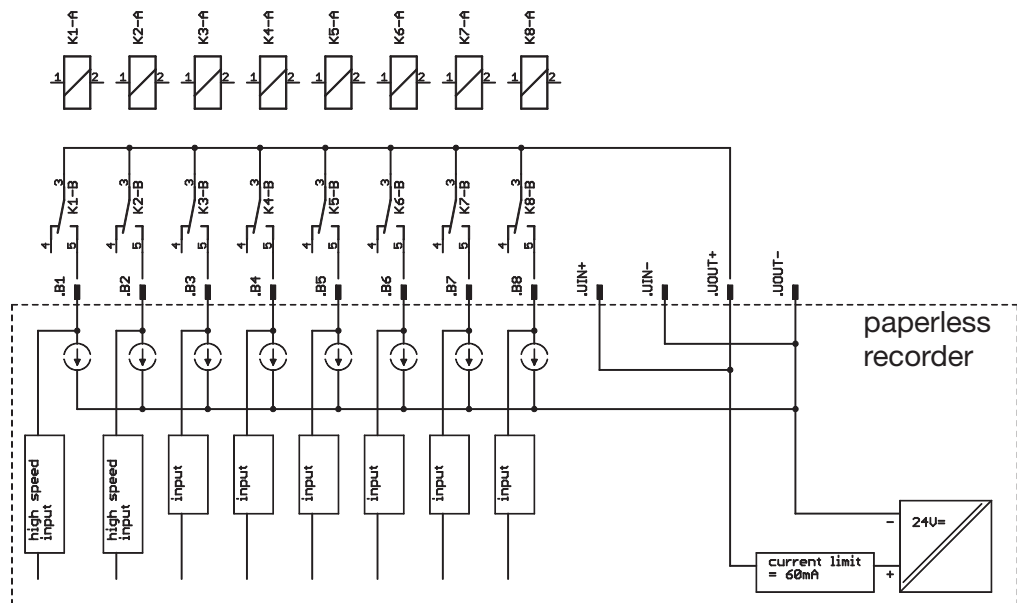 K1-A
K2-A
K3-A
K4-A
K5-A
K6-A
K7-A
K8-A
1 2
1 2
1 2
1 2
1 2
1 2
1 2
1 2
3
K1-B
4
5
3
K2-B
4
5
3
K3-B
4
5
3
K4-B
4
5
3
K5-B
4
5
3
K6-B
4
5
3
K7-B
4
5
3
K8-B
4
5
.B1
.B2
.B3
.B4
.B5
.B6
.B7
.B8
.UIN+
.UIN-
.UOUT+
.UOUT-
paperless
recorder
high speed
input
high speed
input
input
input
input
input
input
input
current limit
= 60mA
-
+
24V=